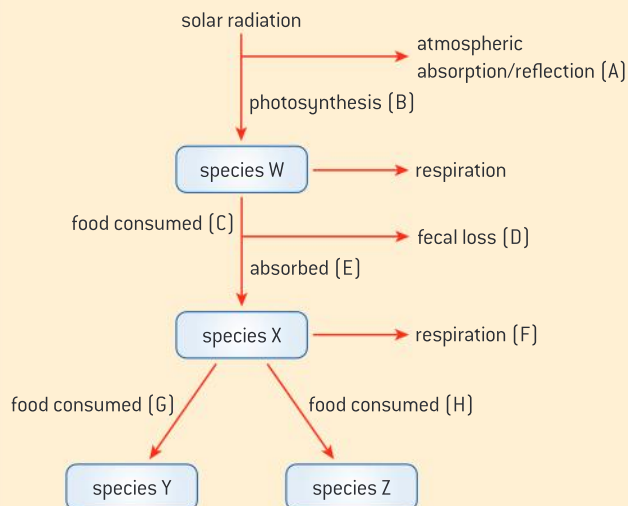 solar radiation
atmospheric
absorption/reflection (A)
photosynthesis (B)
species W
respiration
food consumed (C)
fecal loss (D)
absorbed (E)
species X
respiration (F)
food consumed (G)
food consumed (H)
species Y
species Z